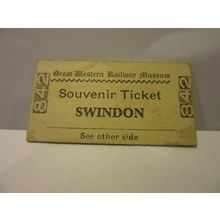 Great Western Railway Museum
842
Souvenir Ticket
SWINDON
See other side
842